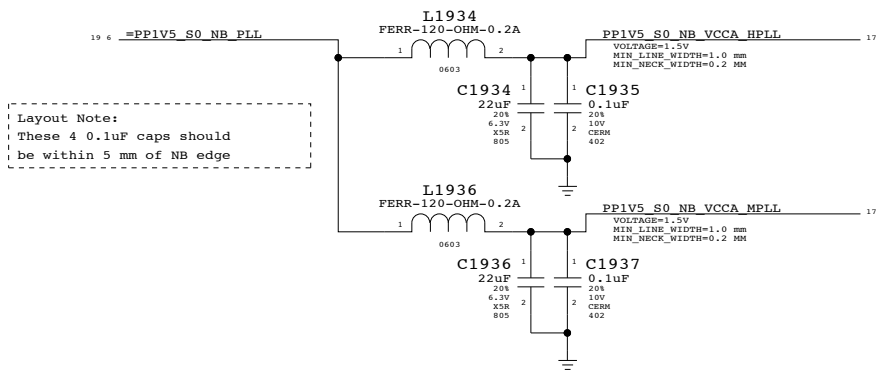 L1934
FERR-120-OHM-0.2A
19 6 =PP1V5_S0_NB_PLL
1 2
0603
PP1V5_S0_NB_VCCA_HPLL 17
VOLTAGE=1.5V
MIN_LINE_WIDTH=1.0 mm
MIN_NECK_WIDTH=0.2 MM
C1934
22uF
20%
6.3V
X5R
805
1
2
1
2
C1935
0.1uF
20%
10V
CERM
402
Layout Note:
These 4 0.1uF caps should
be within 5 mm of NB edge
L1936
FERR-120-OHM-0.2A
1 2
0603
PP1V5_S0_NB_VCCA_MPLL 17
VOLTAGE=1.5V
MIN_LINE_WIDTH=1.0 mm
MIN_NECK_WIDTH=0.2 MM
C1936
22uF
20%
6.3V
X5R
805
1
2
1
2
C1937
0.1uF
20%
10V
CERM
402